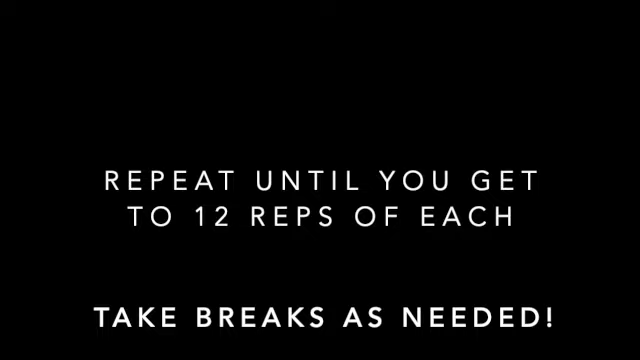 REPEAT UNTIL YOU GET
TO 12 REPS OF EACH
TAKE BREAKS AS NEEDED!